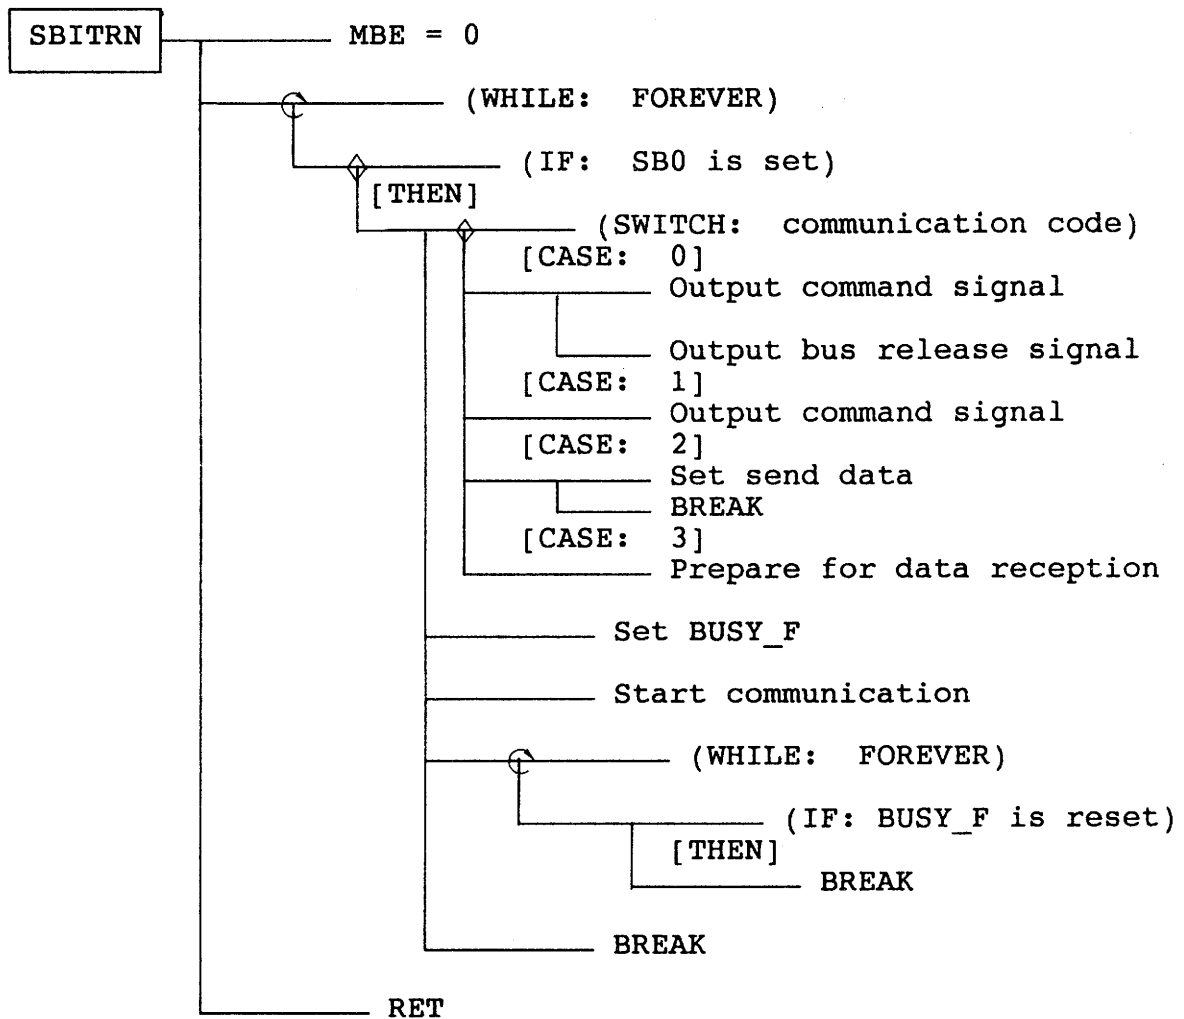 SBITRN MBE = 0
(WHILE: FOREVER)
(IF: SB0 is set)
[THEN]
(SWITCH: communication code)
[CASE: 0]
Output command signal
Output bus release signal
[CASE: 1]
Output command signal
[CASE: 2]
Set send data
BREAK
[CASE: 3]
Prepare for data reception
Set BUSY_F
Start communication
(WHILE: FOREVER)
(IF: BUSY_F is reset)
[THEN]
BREAK
BREAK
RET